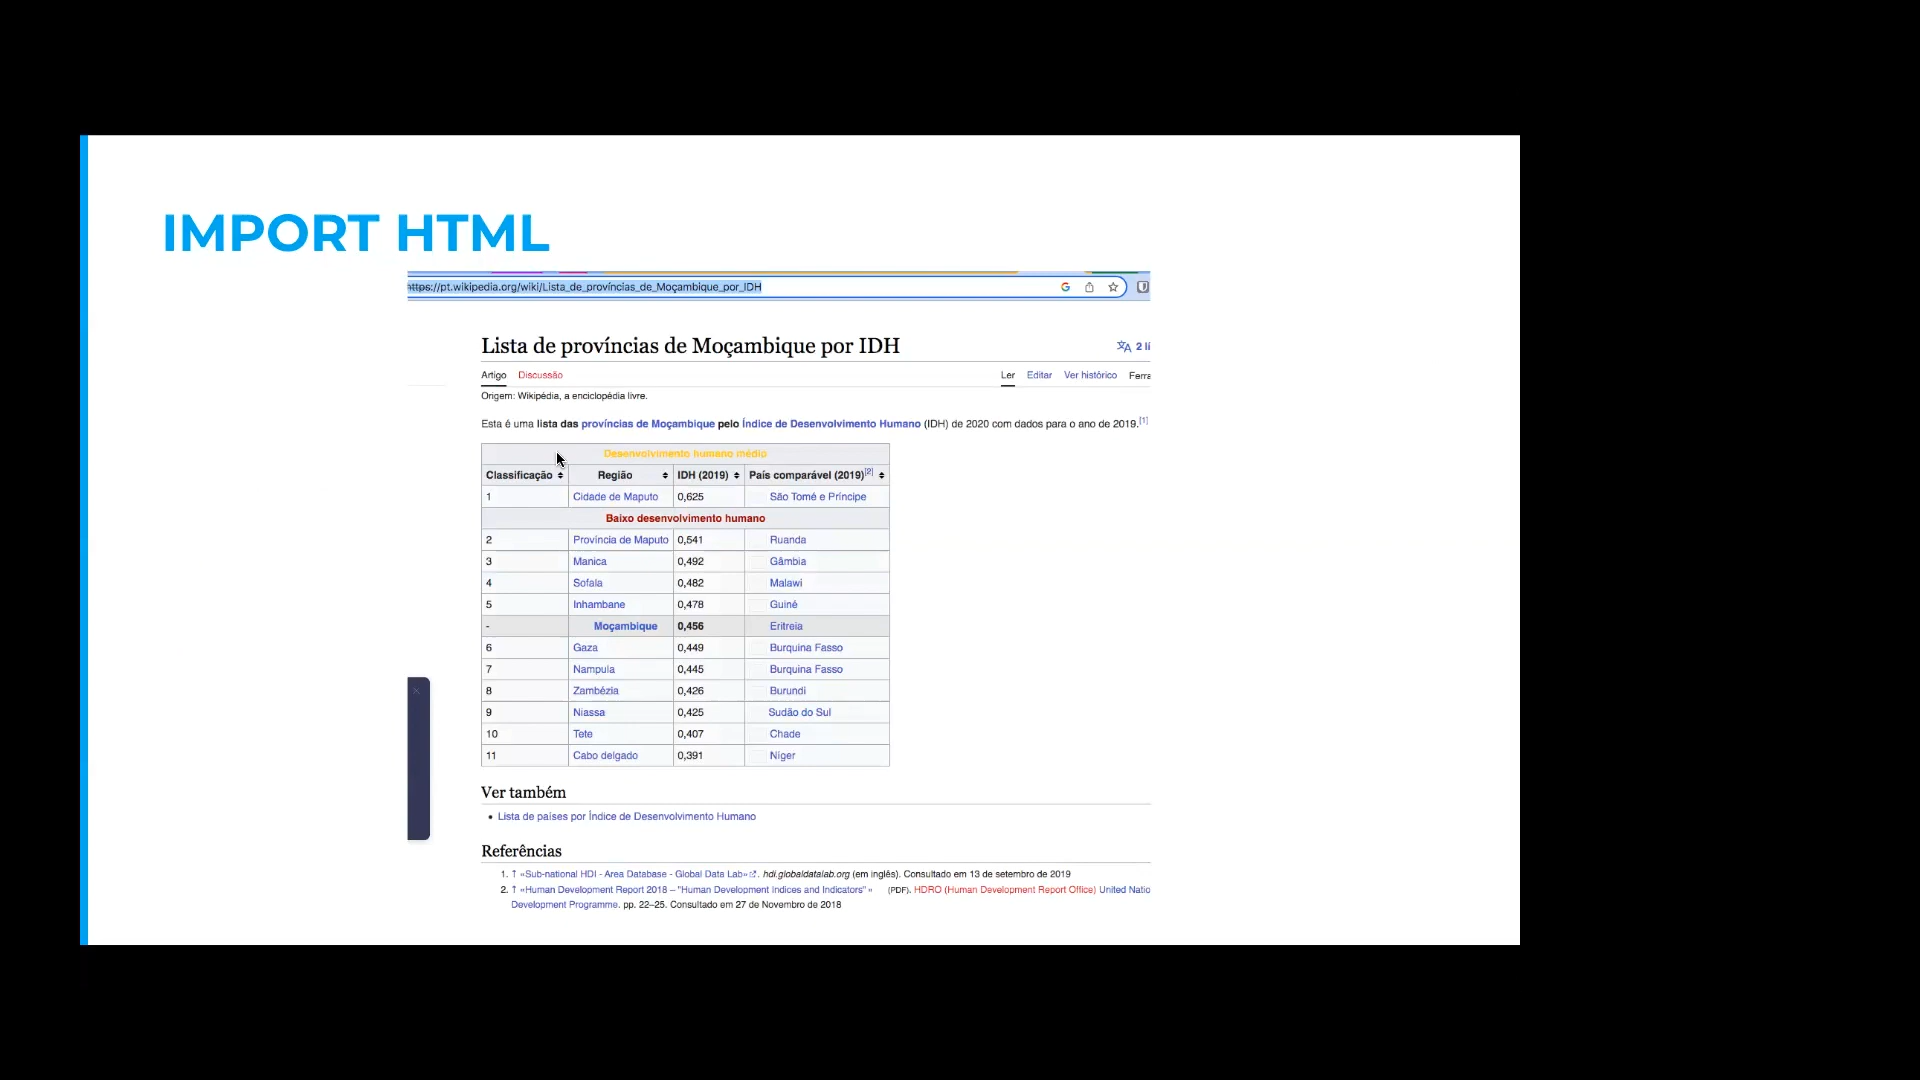 IMPORT HTML
https://pt.wikipedia.org/wiki/Lista_de_províncias_de_Moçambique_por_IDH
Lista de províncias de Moçambique por IDH
2 lí
Artigo Discussão Ler Editar Ver histórico Ferra
Origem: Wikipédia, a enciclopédia livre.
Esta é uma lista das províncias de Moçambique pelo Índice de Desenvolvimento Humano (IDH) de 2020 com dados para o ano de 2019.[1]
Desenvolvimento humano médio
Classificação Região IDH (2019) País comparável (2019)[2]
1 Cidade de Maputo 0,625 São Tomé e Príncipe
Baixo desenvolvimento humano
2 Província de Maputo 0,541 Ruanda
3 Manica 0,492 Gâmbia
4 Sofala 0,482 Malawi
5 Inhambane 0,478 Guiné
- Moçambique 0,456 Eritreia
6 Gaza 0,449 Burquina Fasso
7 Nampula 0,445 Burquina Fasso
8 Zambézia 0,426 Burundi
9 Niassa 0,425 Sudão do Sul
10 Tete 0,407 Chade
11 Cabo delgado 0,391 Níger
Ver também
• Lista de países por Índice de Desenvolvimento Humano
Referências
1. ↑ «Sub-national HDI - Area Database - Global Data Lab». hdi.globaldatalab.org (em inglês). Consultado em 13 de setembro de 2019
2. ↑ «Human Development Report 2018 – "Human Development Indices and Indicators"» (PDF). HDRO (Human Development Report Office) United Natio
Development Programme. pp. 22–25. Consultado em 27 de Novembro de 2018